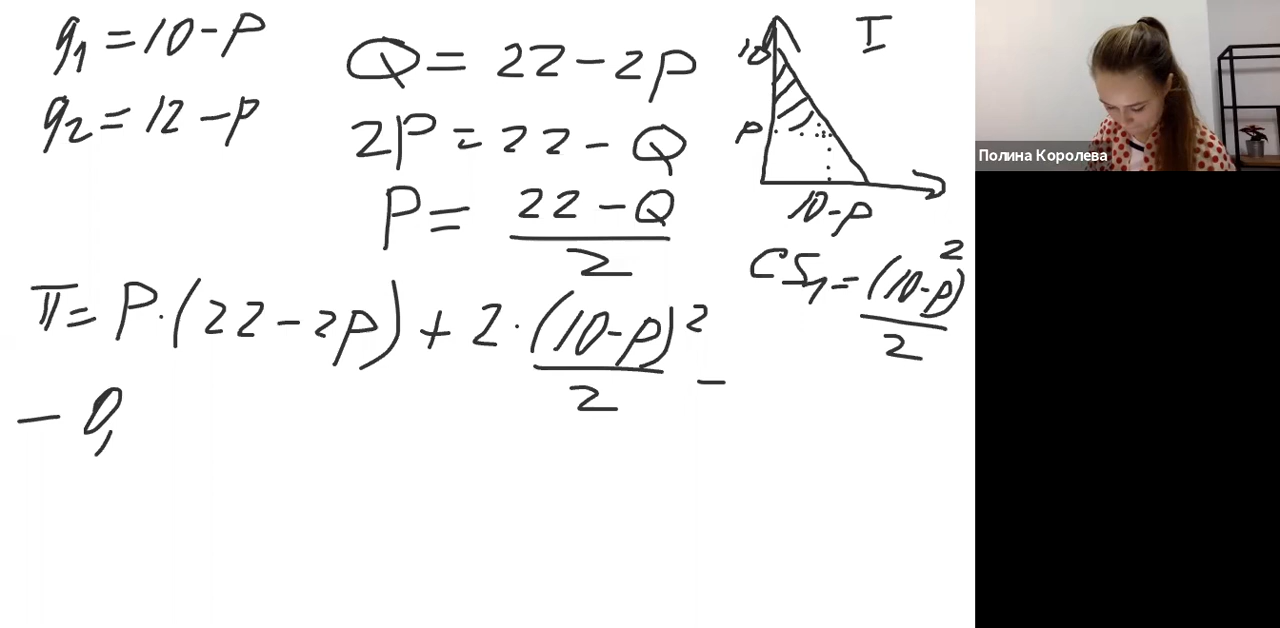 q₁ = 10 - P
q₂ = 12 - P
Q = 22 - 2P
2P = 22 - Q
P = (22 - Q)/2
I
10
P
10 - P
CS₁ = (10 - P)²/2
π = P · (22 - 2P) + 2 · (10 - P)²/2 -
- 0,
Полина Королева